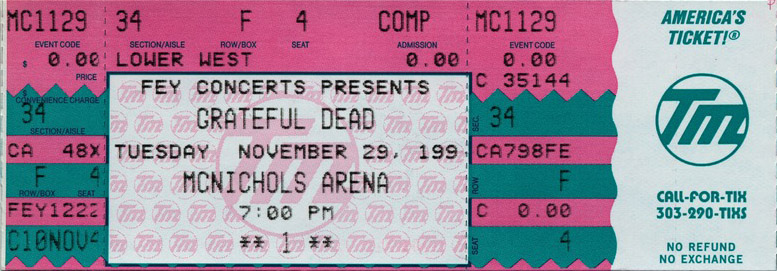 MC1129 34 F 4 COMP MC1129
EVENT CODE SECTION/AISLE ROW/BOX SEAT ADMISSION EVENT CODE
$ 0.00 LOWER WEST 0.00 0.00
PRICE
CONVENIENCE CHARGE
C 35144
34
SECTION/AISLE
CA 48X
F 4
ROW/BOX SEAT
FEY1222
C10NOV4
FEY CONCERTS PRESENTS
GRATEFUL DEAD
TUESDAY, NOVEMBER 29, 199
MCNICHOLS ARENA
7:00 PM
** 1 **
SEC. 34
CA798FE
ROW F
C 0.00
SEAT 4
AMERICA'S
TICKET!®
Tm
CALL-FOR-TIX
303-290-TIXS
NO REFUND
NO EXCHANGE